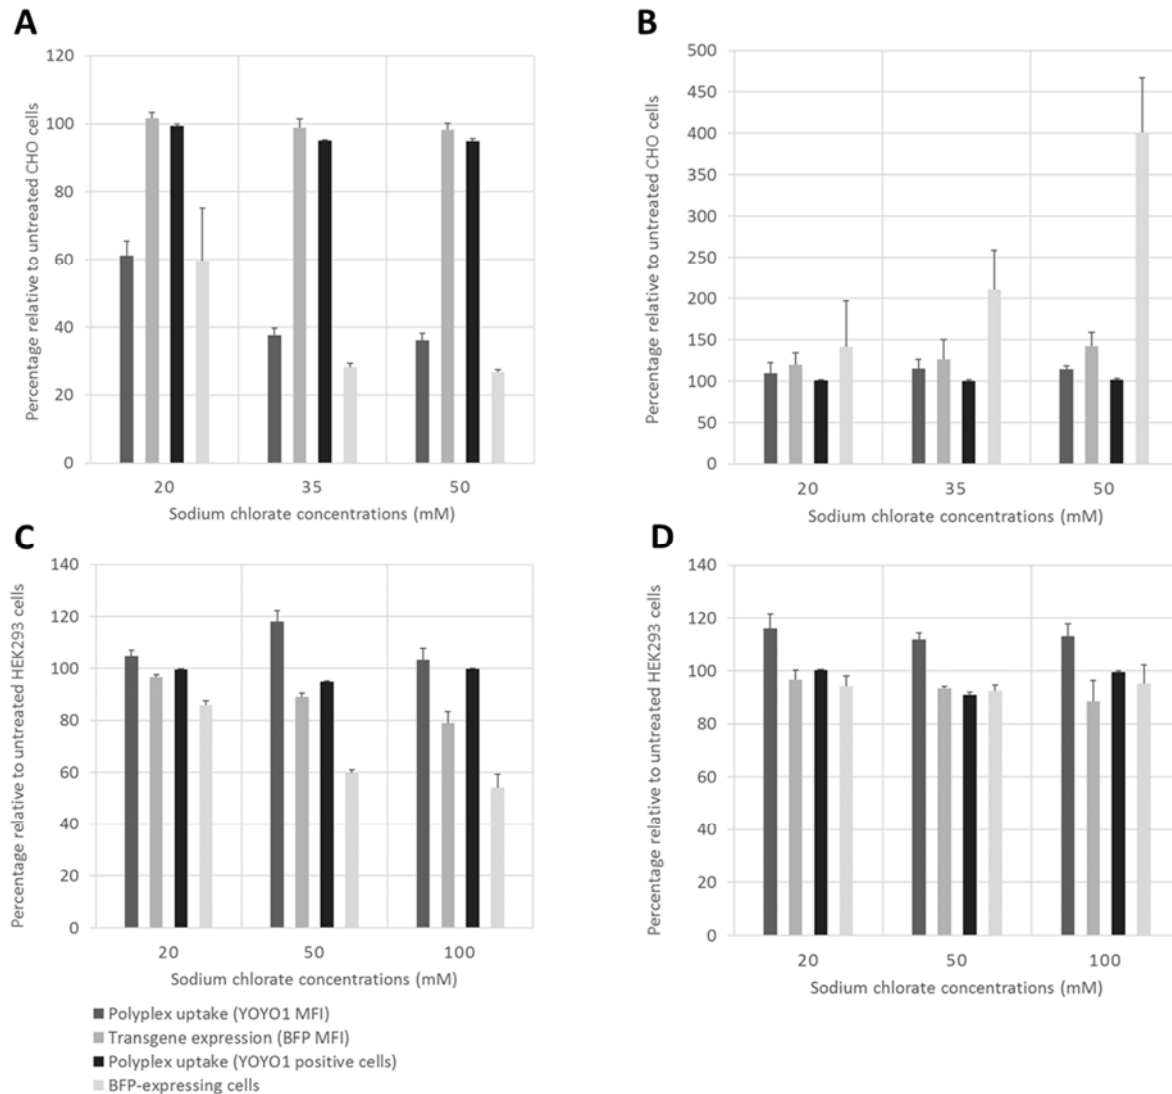 A
Percentage relative to untreated CHO cells
120
100
80
60
40
20
0
20 35 50
Sodium chlorate concentrations (mM)
B
Percentage relative to untreated CHO cells
500
450
400
350
300
250
200
150
100
50
0
20 35 50
Sodium chlorate concentrations (mM)
C
Percentage relative to untreated HEK293 cells
140
120
100
80
60
40
20
0
20 50 100
Sodium chlorate concentrations (mM)
D
Percentage relative to untreated HEK293 cells
140
120
100
80
60
40
20
0
20 50 100
Sodium chlorate concentrations (mM)
Polyplex uptake (YOYO1 MFI)
Transgene expression (BFP MFI)
Polyplex uptake (YOYO1 positive cells)
BFP-expressing cells